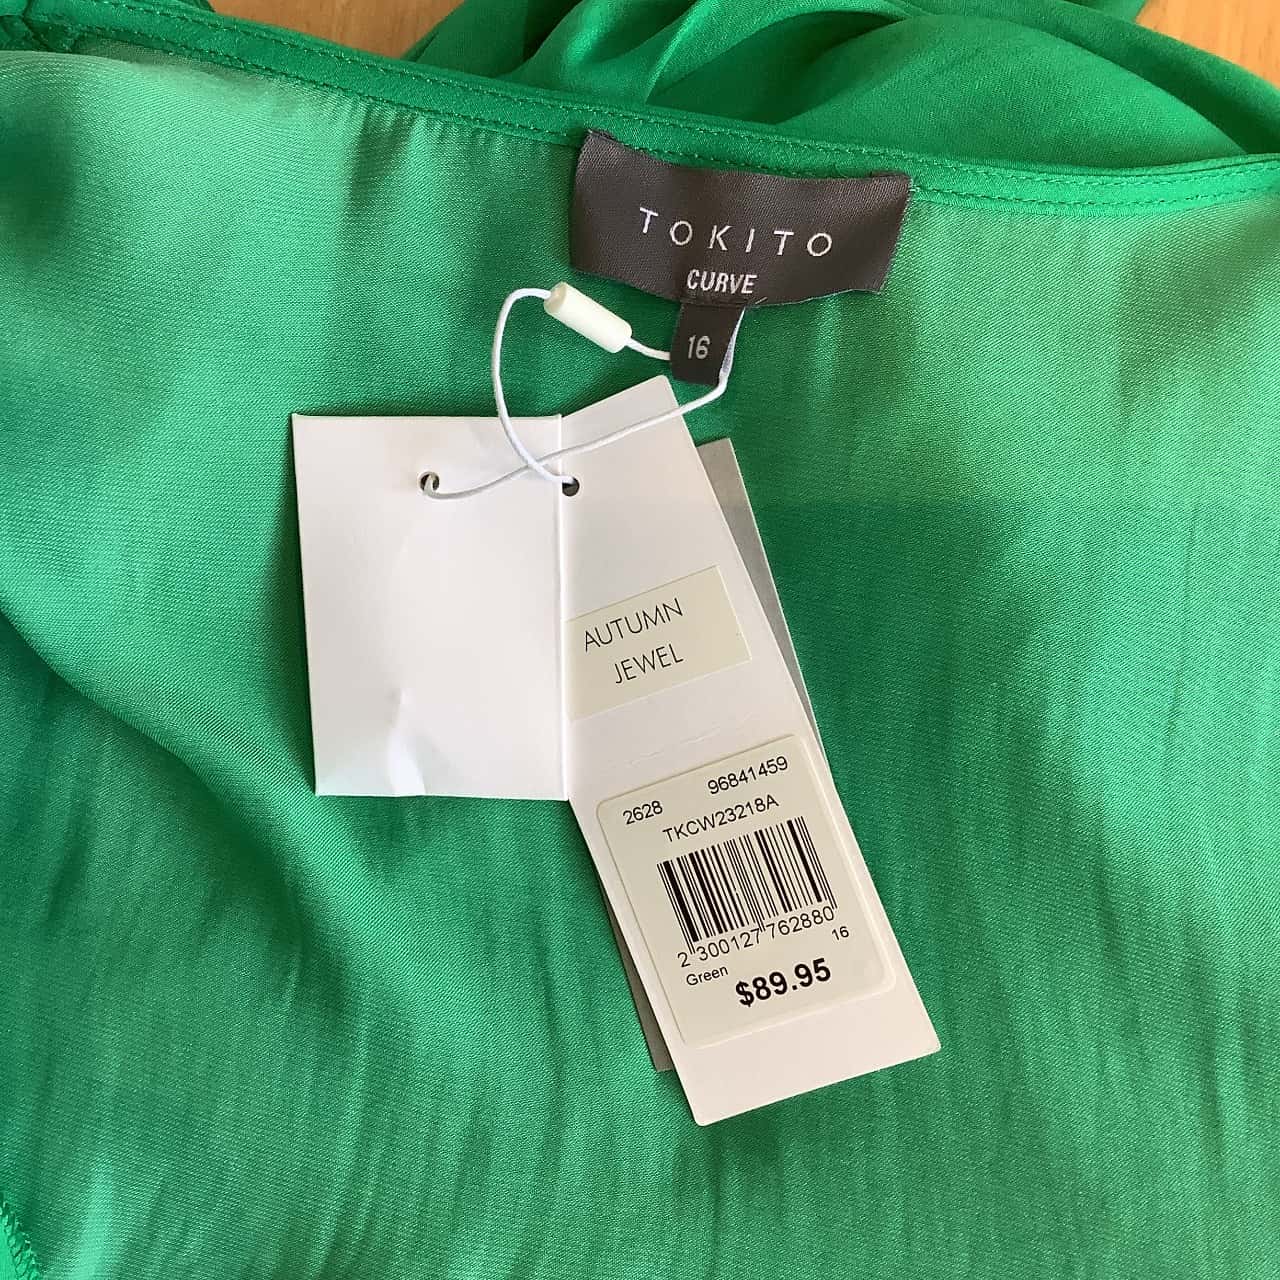 TOKITO
CURVE
16
AUTUMN
JEWEL
2628 96841459
TKCW23218A
2 300127 762880
Green 16
$89.95